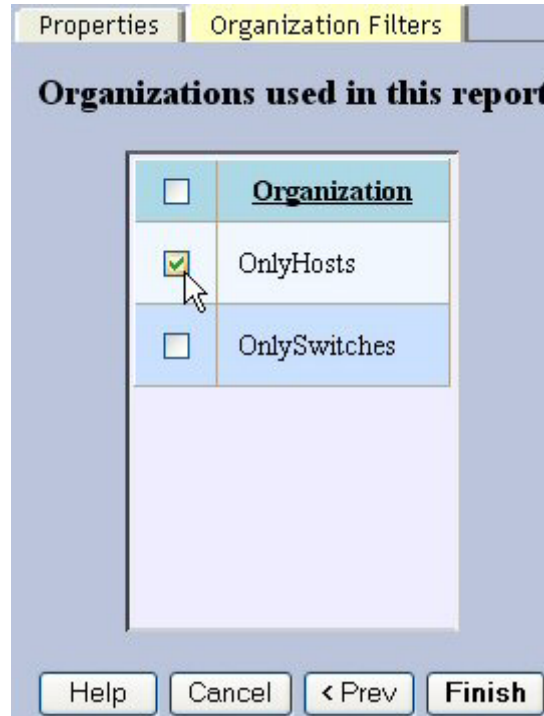 Properties Organization Filters
Organizations used in this report
Organization
OnlyHosts
OnlySwitches
Help Cancel < Prev Finish